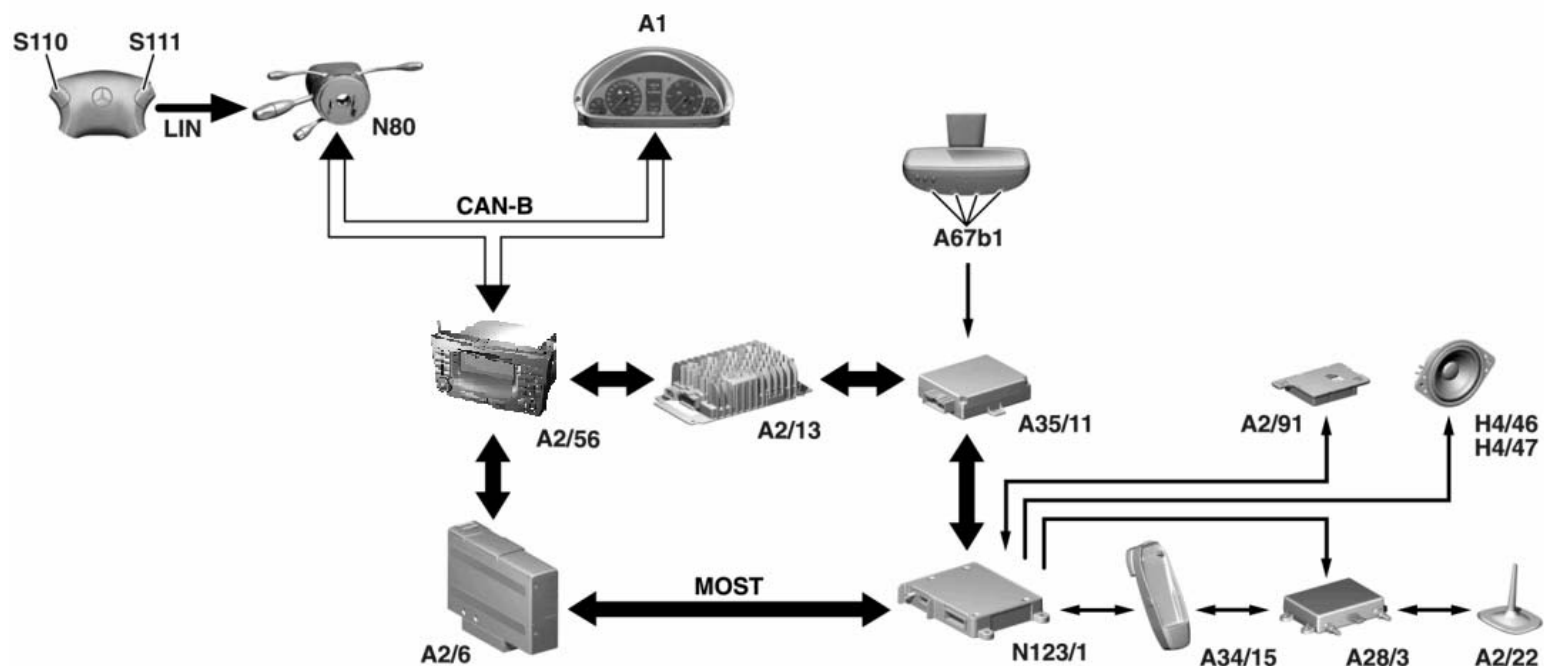 S110
S111
A1
LIN
N80
CAN-B
A67b1
A2/56
A2/13
A35/11
A2/91
H4/46
H4/47
MOST
A2/6
N123/1
A34/15
A28/3
A2/22